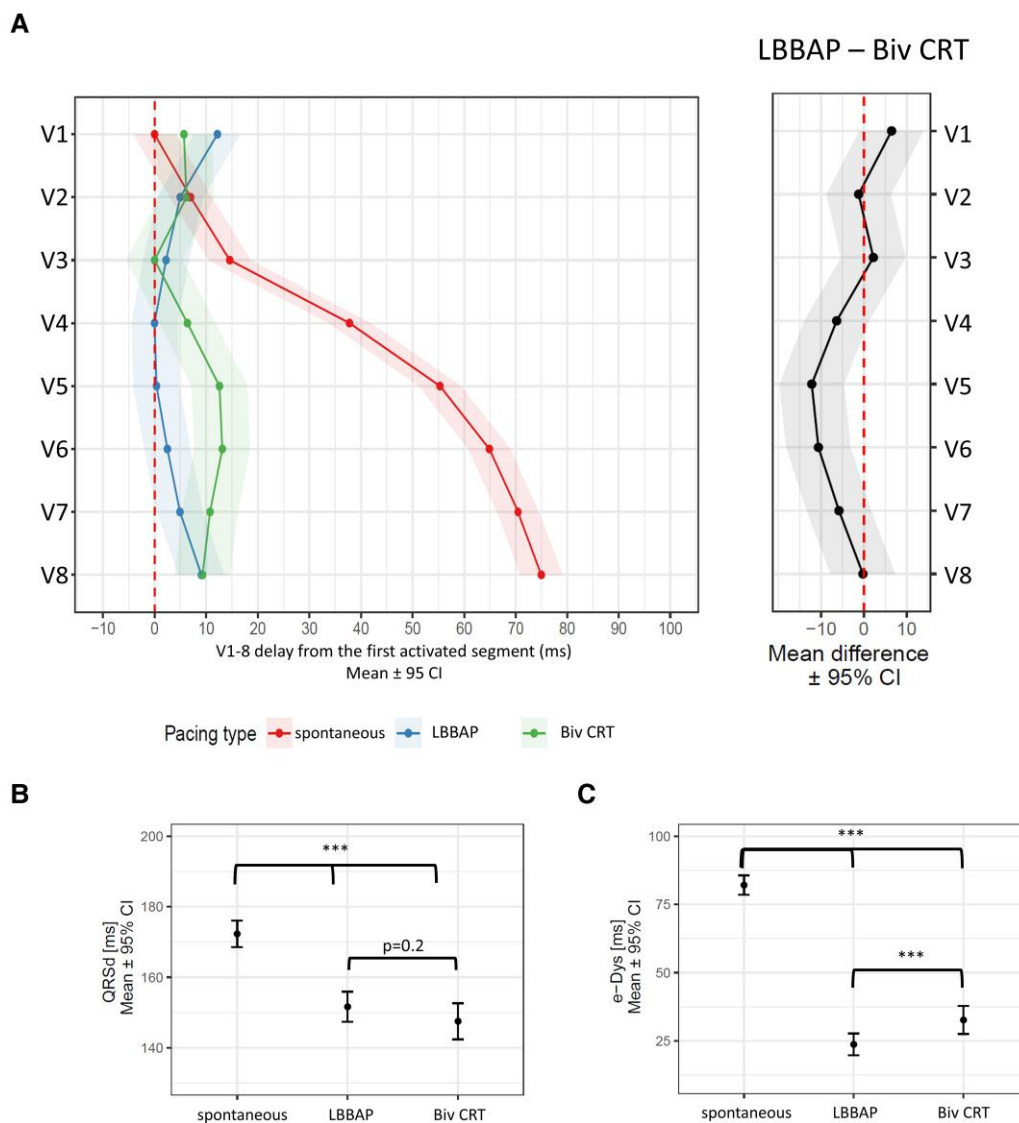 A
LBBAP – Biv CRT
V1
V2
V3
V4
V5
V6
V7
V8
−10 0 10 20 30 40 50 60 70 80 90 100
V1-8 delay from the first activated segment (ms)
Mean ± 95 CI
V1
V2
V3
V4
V5
V6
V7
V8
−10 0 10
Mean difference
± 95% CI
Pacing type spontaneous LBBAP Biv CRT
B
QRSd [ms]
Mean ± 95% CI
200
180
160
140
***
p=0.2
spontaneous LBBAP Biv CRT
C
e−Dys [ms]
Mean ± 95% CI
100
75
50
25
***
***
spontaneous LBBAP Biv CRT